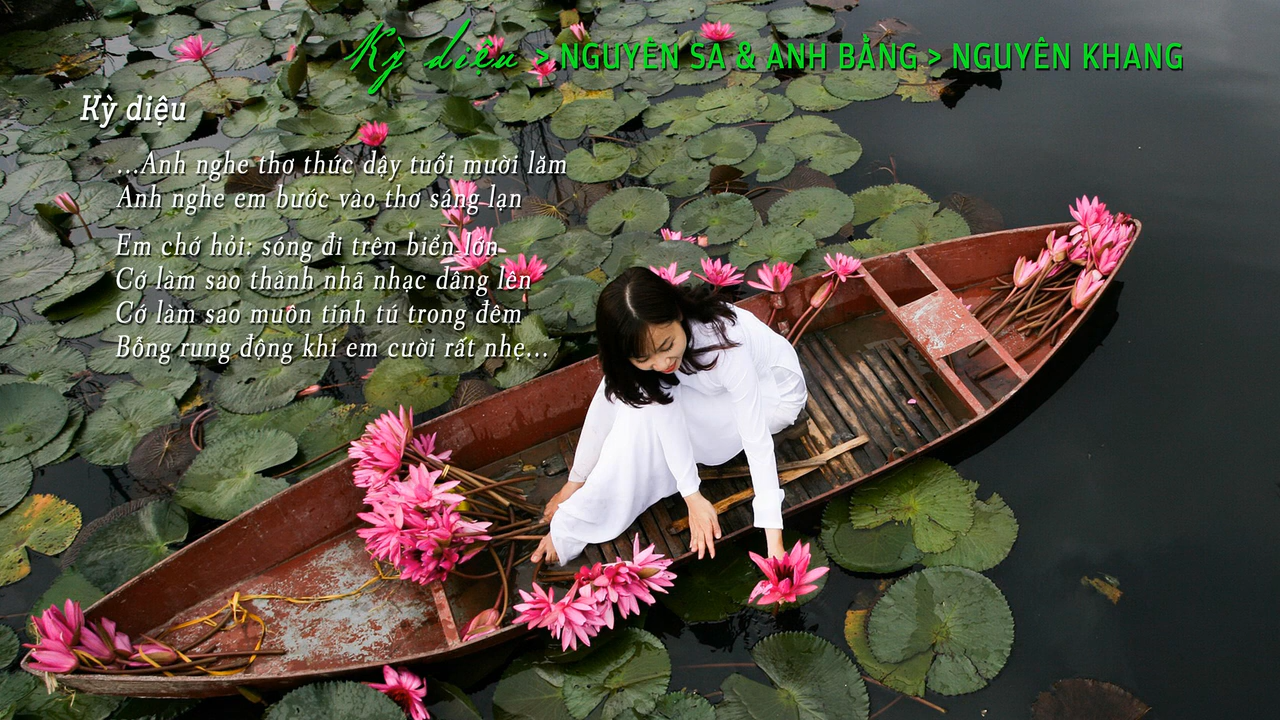 Kỳ diệu > NGUYÊN SA & ANH BẰNG > NGUYÊN KHANG
Kỳ diệu
...Anh nghe thơ thức dậy tuổi mười lăm
Anh nghe em bước vào thơ sáng lạn
Em chớ hỏi: sóng đi trên biển lớn
Cớ làm sao thành nhã nhạc dâng lên
Cớ làm sao muôn tinh tú trong đêm
Bỗng rung động khi em cười rất nhẹ...